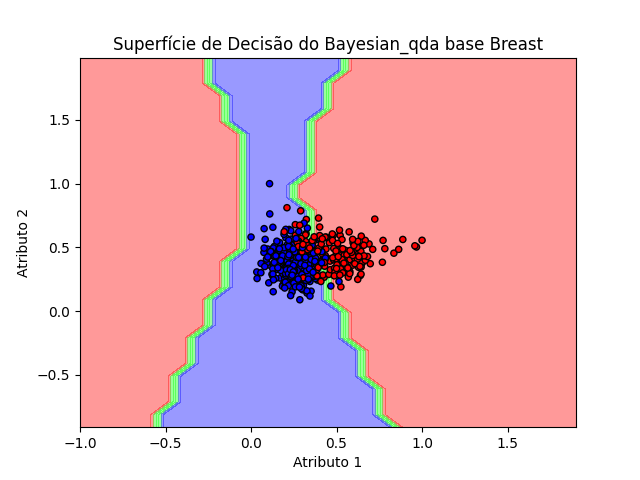 Superfície de Decisão do Bayesian_qda base Breast
1.5
1.0
0.5
0.0
−0.5
Atributo 2
−1.0 −0.5 0.0 0.5 1.0 1.5
Atributo 1